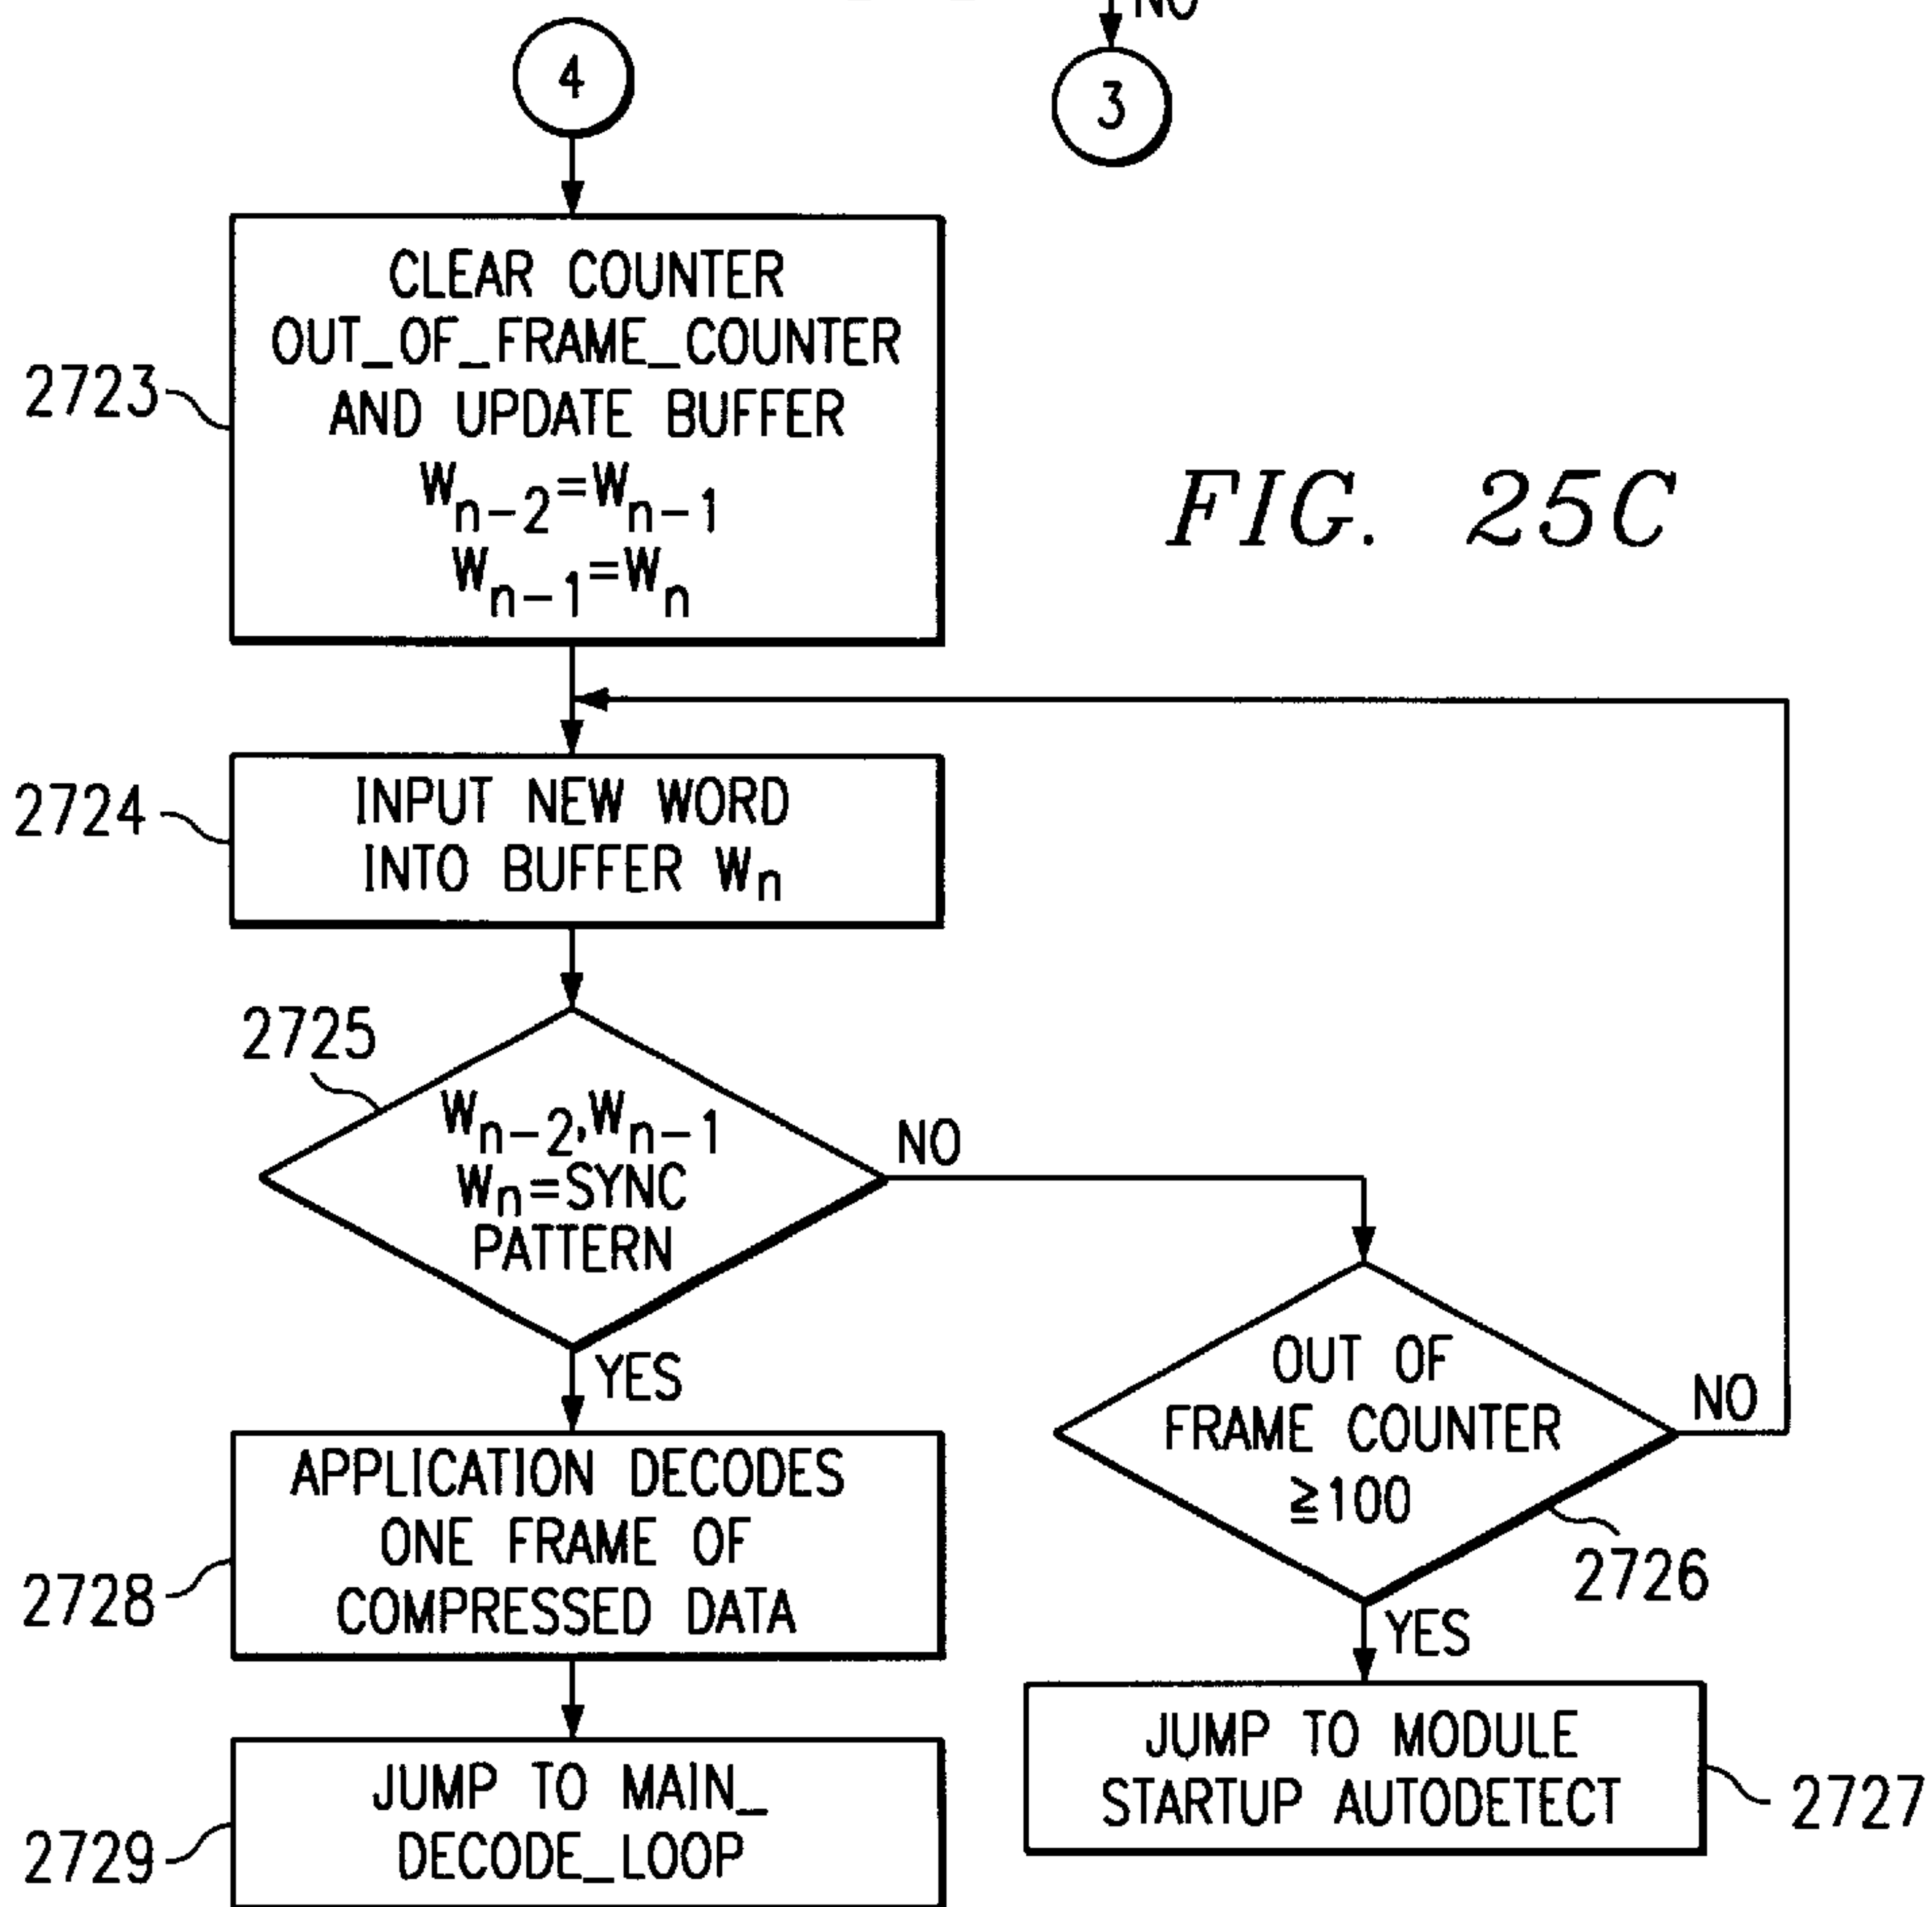 NO
4
3
CLEAR COUNTER
OUT_OF_FRAME_COUNTER
AND UPDATE BUFFER
Wn-2=Wn-1
Wn-1=Wn
2723
FIG. 25C
INPUT NEW WORD
INTO BUFFER Wn
2724
2725
Wn-2,Wn-1
Wn=SYNC
PATTERN
NO
YES
OUT OF
FRAME COUNTER
≧100
NO
2726
YES
APPLICATION DECODES
ONE FRAME OF
COMPRESSED DATA
2728
JUMP TO MODULE
STARTUP AUTODETECT
2727
JUMP TO MAIN_
DECODE_LOOP
2729